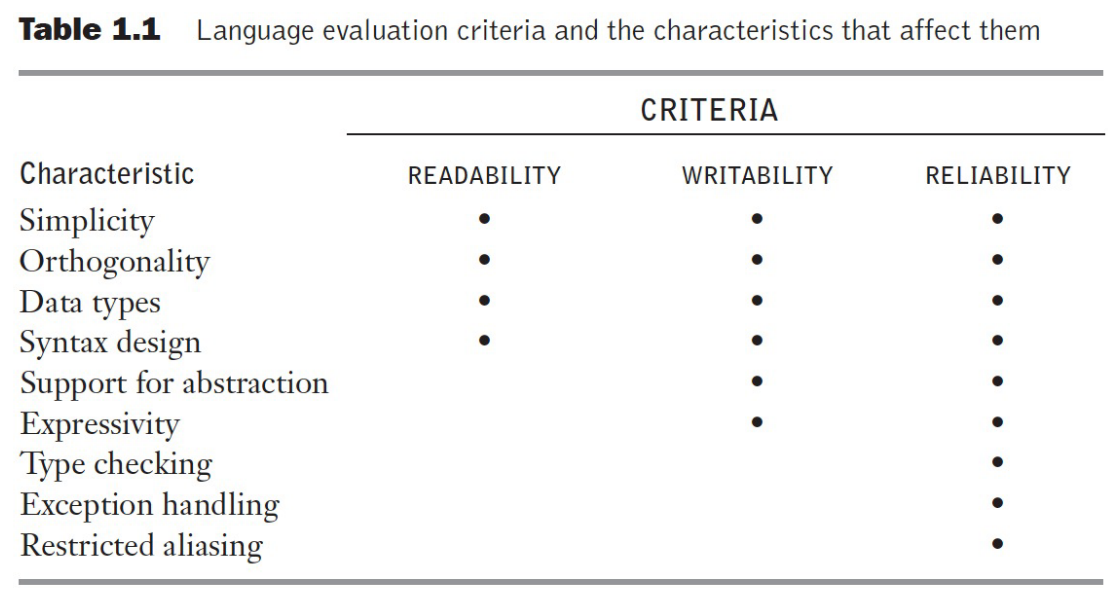 Table 1.1 Language evaluation criteria and the characteristics that affect them
CRITERIA
Characteristic READABILITY WRITABILITY RELIABILITY
Simplicity • • •
Orthogonality • • •
Data types • • •
Syntax design • • •
Support for abstraction • •
Expressivity • •
Type checking •
Exception handling •
Restricted aliasing •